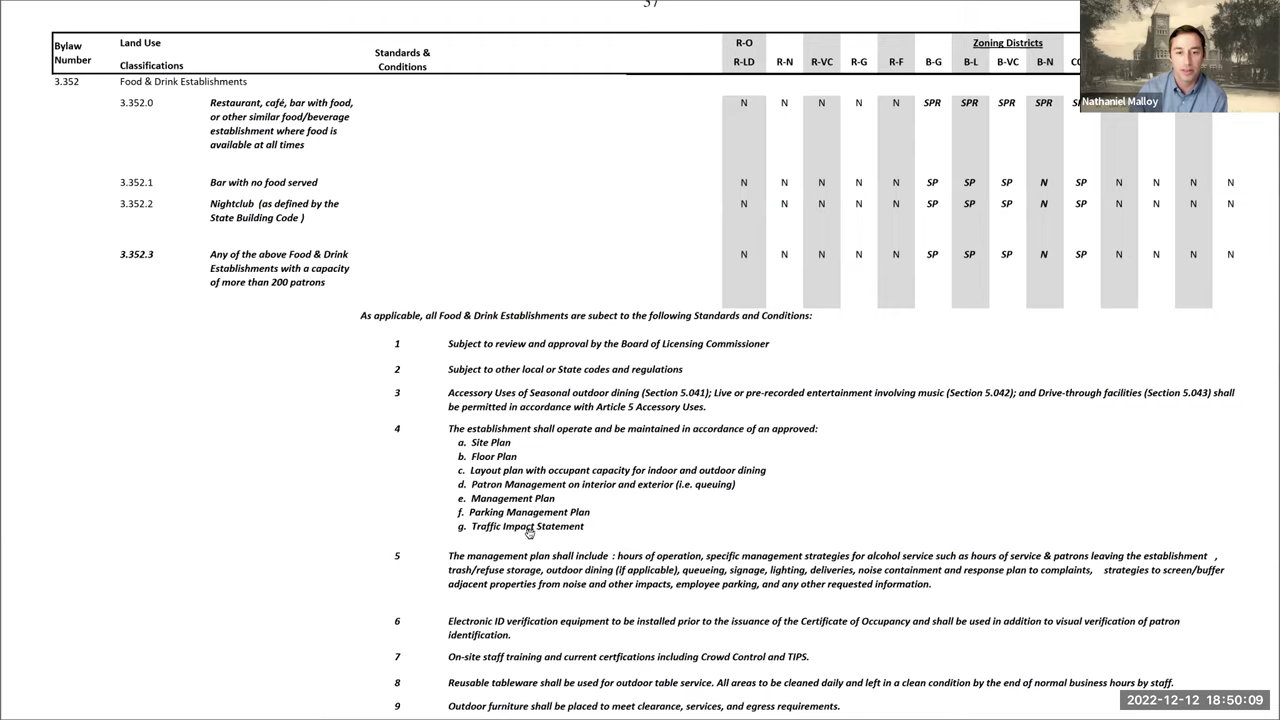 37
Bylaw Number
Land Use Classifications
Standards & Conditions
R-O R-LD
R-N
R-VC
R-G
R-F
Zoning Districts
B-G
B-L
B-VC
B-N
3.352 Food & Drink Establishments
3.352.0 Restaurant, café, bar with food, N N N N N SPR SPR SPR SPR
or other similar food/beverage
establishment where food is
available at all times
3.352.1 Bar with no food served N N N N N SP SP SP N SP N N N N
3.352.2 Nightclub (as defined by the N N N N N SP SP SP N SP N N N N
State Building Code )
3.352.3 Any of the above Food & Drink N N N N N SP SP SP N SP N N N N
Establishments with a capacity
of more than 200 patrons
As applicable, all Food & Drink Establishments are subect to the following Standards and Conditions:
1 Subject to review and approval by the Board of Licensing Commissioner
2 Subject to other local or State codes and regulations
3 Accessory Uses of Seasonal outdoor dining (Section 5.041); Live or pre-recorded entertainment involving music (Section 5.042); and Drive-through facilities (Section 5.043) shall
be permitted in accordance with Article 5 Accessory Uses.
4 The establishment shall operate and be maintained in accordance of an approved:
a. Site Plan
b. Floor Plan
c. Layout plan with occupant capacity for indoor and outdoor dining
d. Patron Management on interior and exterior (i.e. queuing)
e. Management Plan
f. Parking Management Plan
g. Traffic Impact Statement
5 The management plan shall include : hours of operation, specific management strategies for alcohol service such as hours of service & patrons leaving the establishment ,
trash/refuse storage, outdoor dining (if applicable), queueing, signage, lighting, deliveries, noise containment and response plan to complaints, strategies to screen/buffer
adjacent properties from noise and other impacts, employee parking, and any other requested information.
6 Electronic ID verification equipment to be installed prior to the issuance of the Certificate of Occupancy and shall be used in addition to visual verification of patron
identification.
7 On-site staff training and current certfications including Crowd Control and TIPS.
8 Reusable tableware shall be used for outdoor table service. All areas to be cleaned daily and left in a clean condition by the end of normal business hours by staff.
9 Outdoor furniture shall be placed to meet clearance, services, and egress requirements.
Nathaniel Malloy
2022-12-12 18:50:09